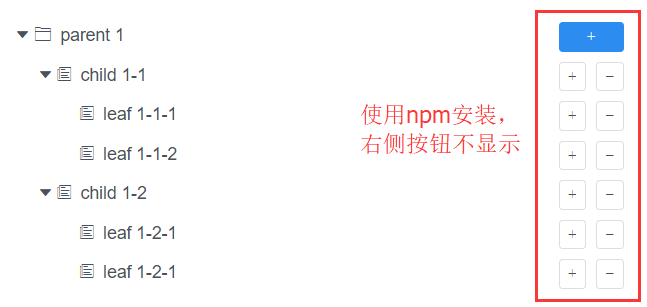 parent 1 +
child 1-1 + −
leaf 1-1-1 + −
使用npm安装，
右侧按钮不显示
leaf 1-1-2 + −
child 1-2 + −
leaf 1-2-1 + −
leaf 1-2-1 + −